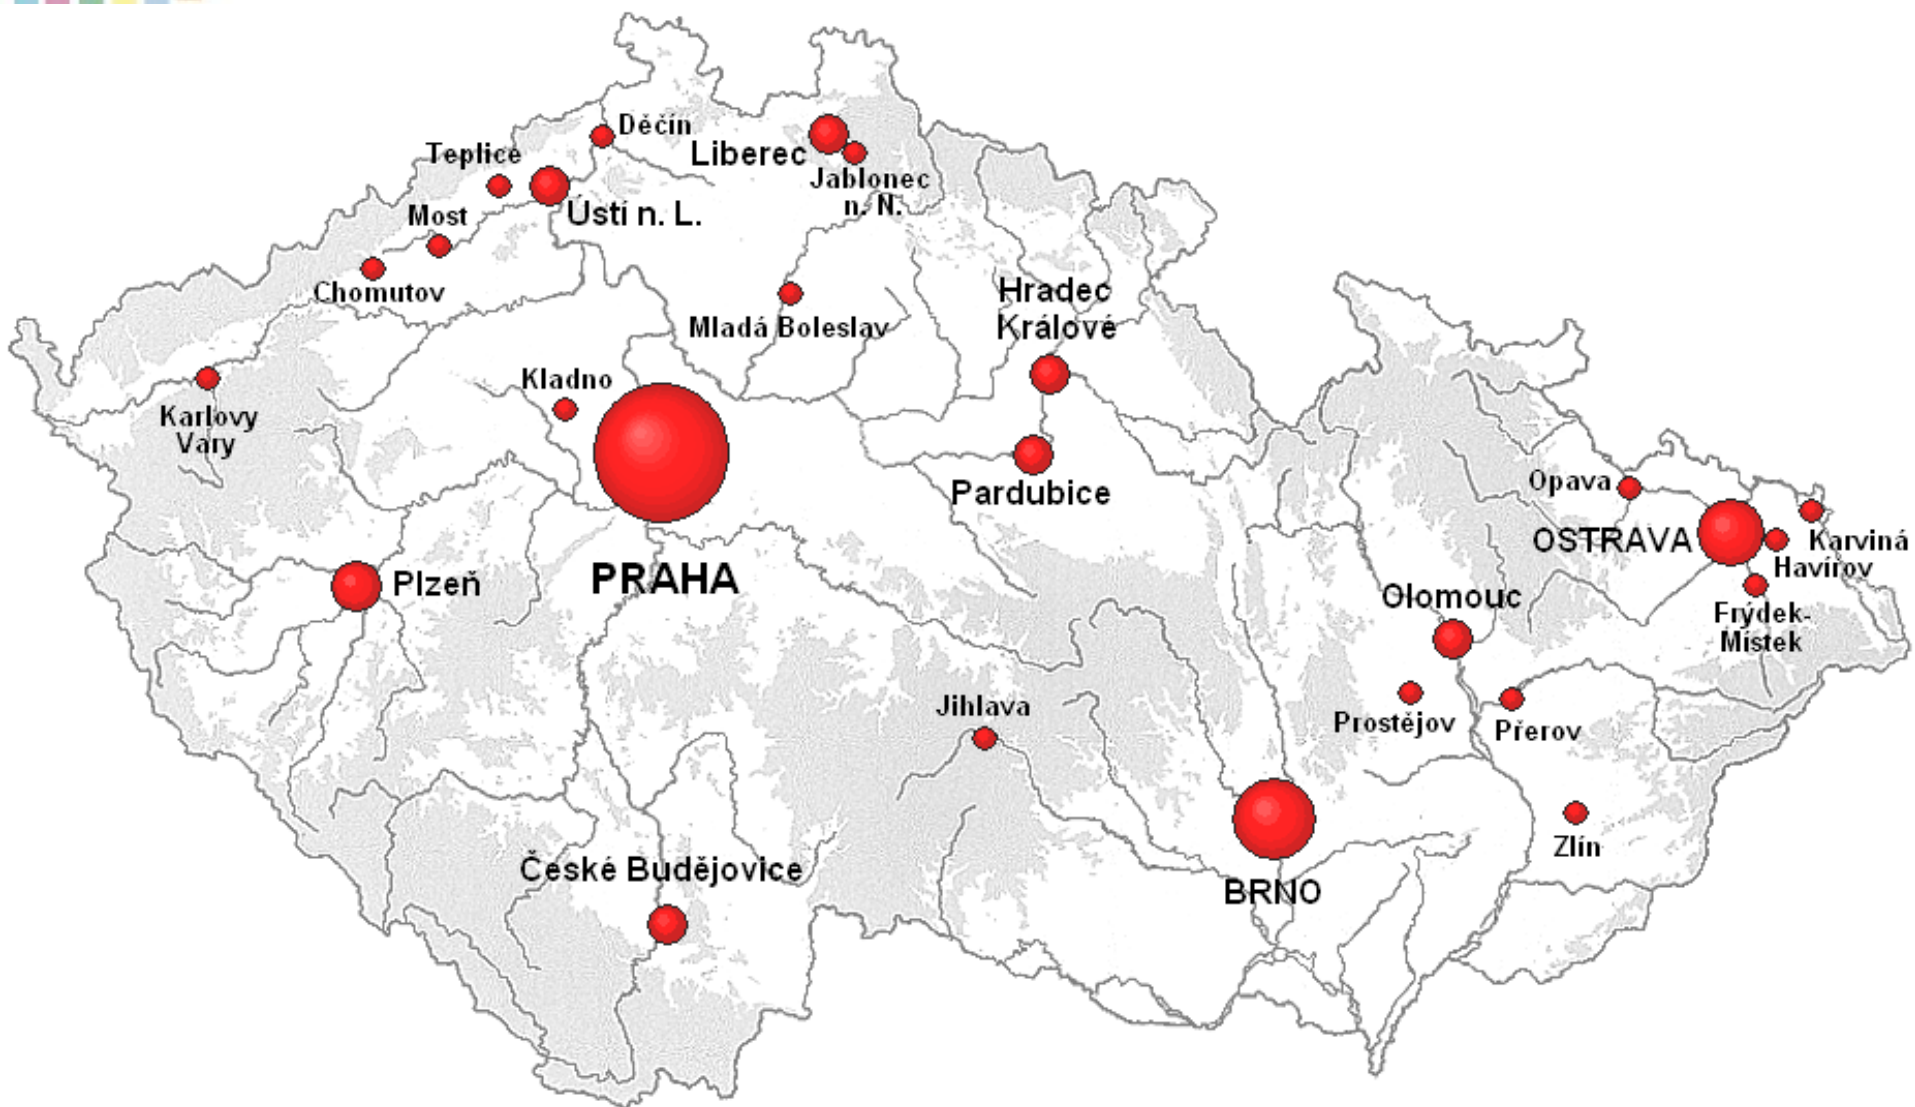 Děčín
Teplice
Liberec
Jablonec
n. N.
Most
Ústí n. L.
Chomutov
Hradec
Králové
Mladá Boleslav
Kladno
Karlovy
Vary
Opava
Pardubice
OSTRAVA
Karviná
Havířov
Plzeň
PRAHA
Olomouc
Frýdek-
Místek
Jihlava
Prostějov
Přerov
Zlín
České Budějovice
BRNO